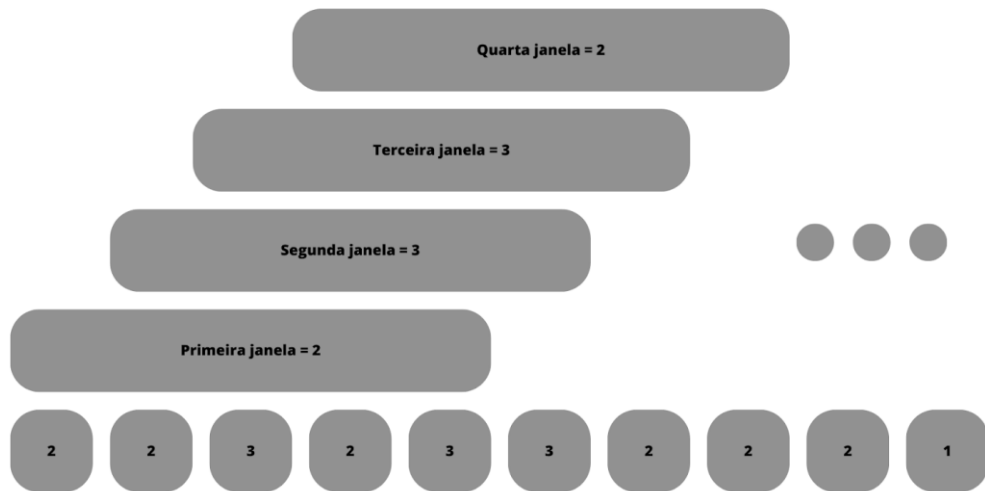 Quarta janela = 2
Terceira janela = 3
Segunda janela = 3
Primeira janela = 2
2 2 3 2 3 3 2 2 2 1